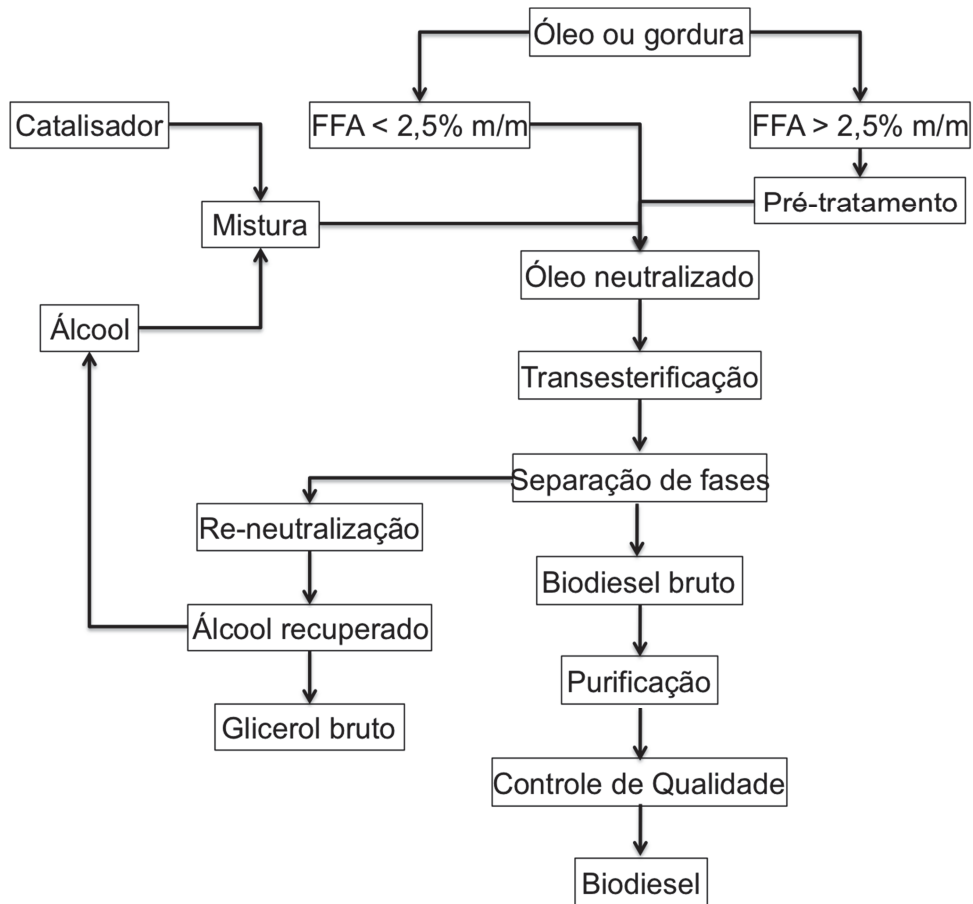 Óleo ou gordura
Catalisador
FFA < 2,5% m/m
FFA > 2,5% m/m
Pré-tratamento
Mistura
Óleo neutralizado
Álcool
Transesterificação
Separação de fases
Re-neutralização
Biodiesel bruto
Álcool recuperado
Purificação
Glicerol bruto
Controle de Qualidade
Biodiesel